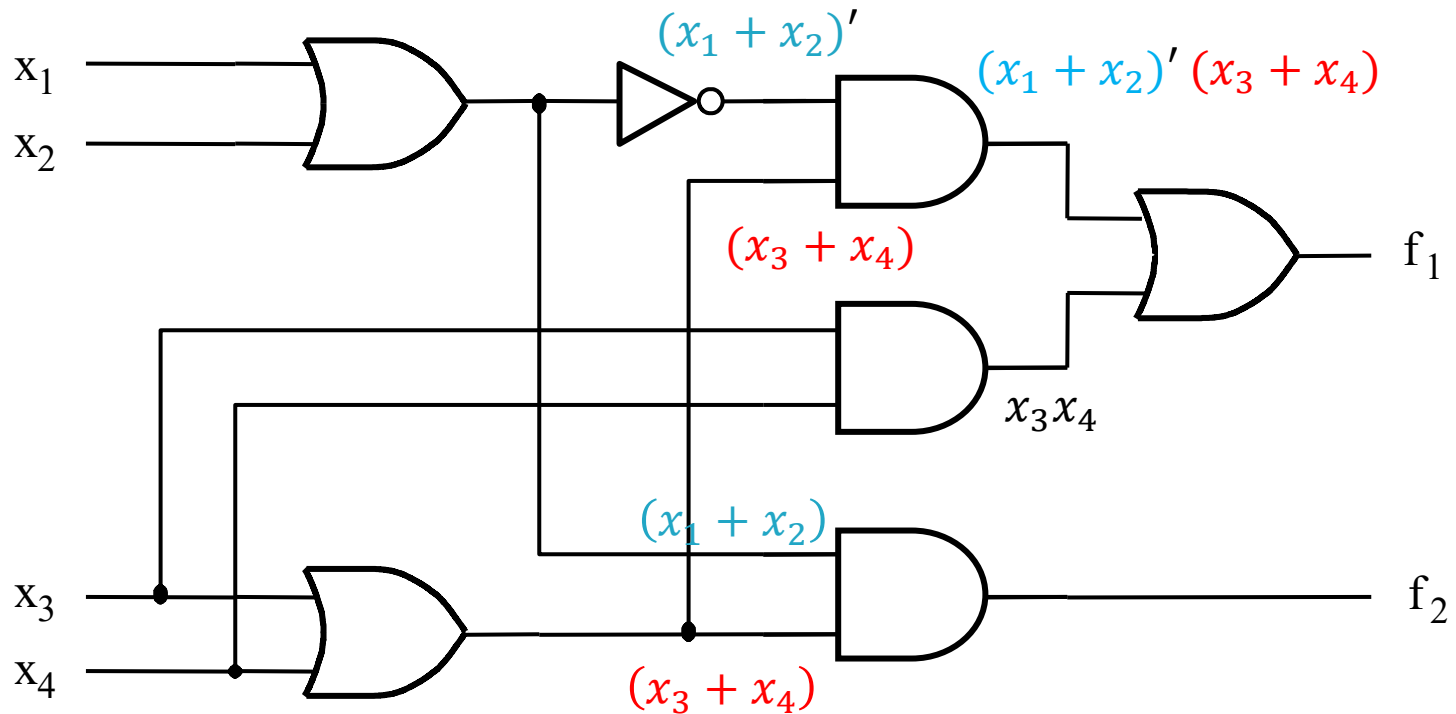 (x₁ + x₂)′
x₁
(x₁ + x₂)′ (x₃ + x₄)
x₂
(x₃ + x₄)
f₁
x₃x₄
(x₁ + x₂)
x₃
f₂
x₄
(x₃ + x₄)